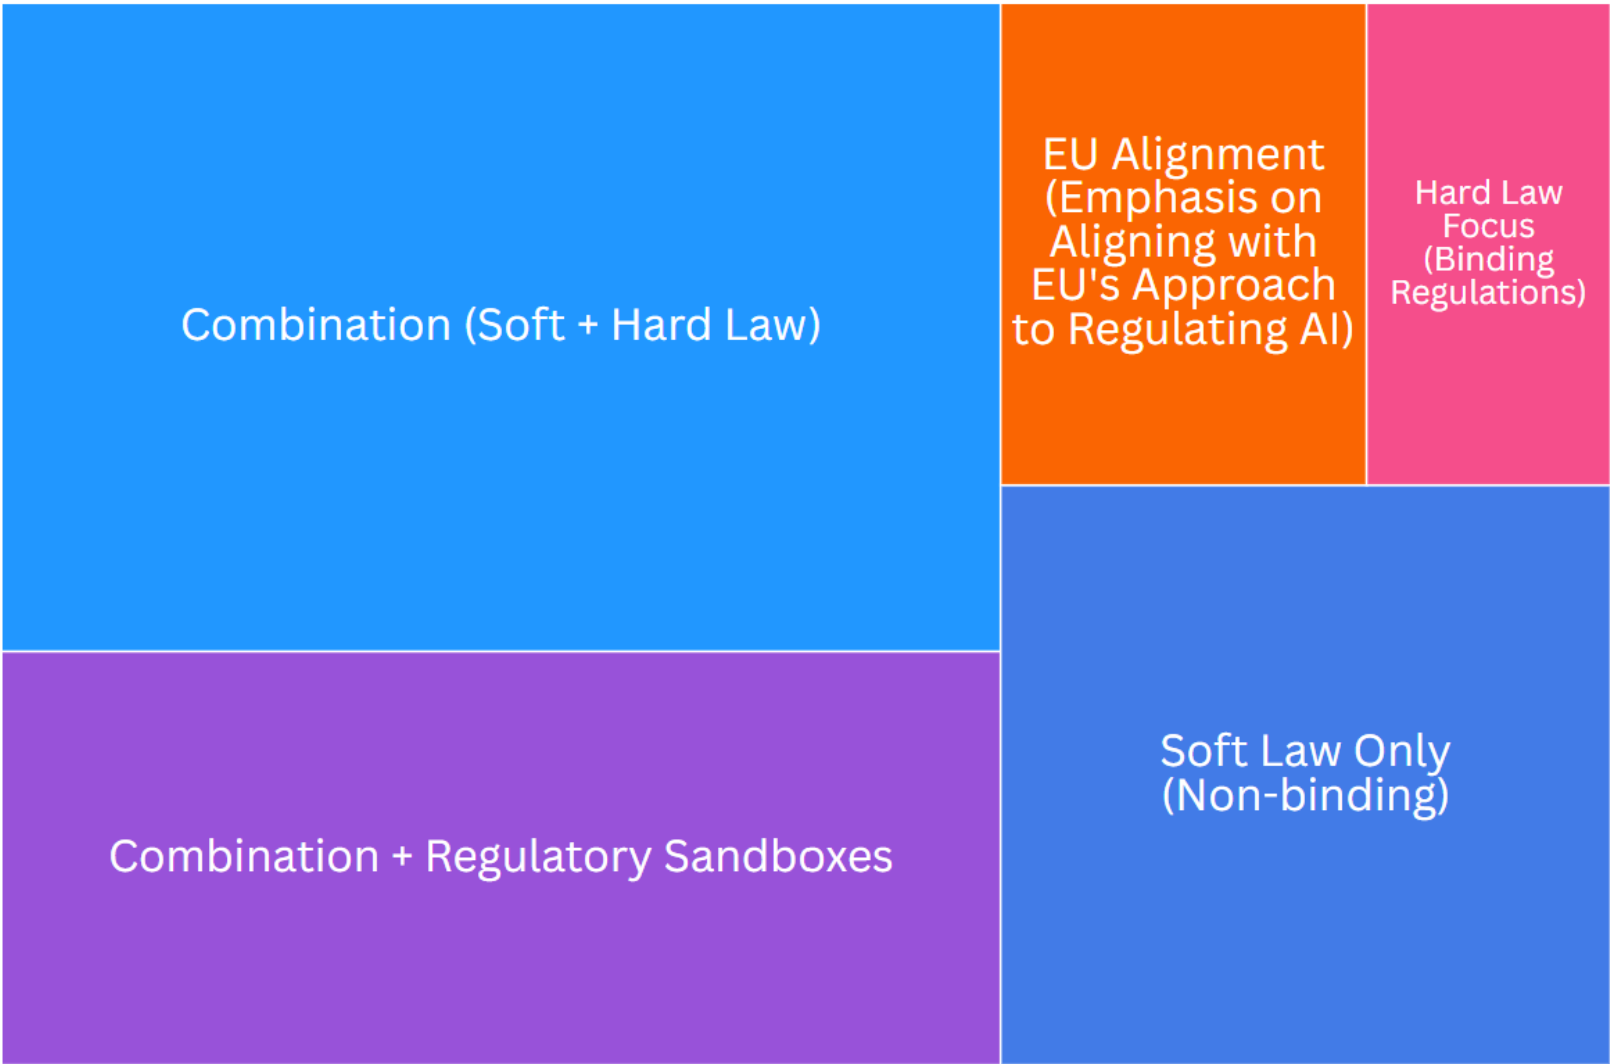 Combination (Soft + Hard Law)
EU Alignment
(Emphasis on
Aligning with
EU's Approach
to Regulating AI)
Hard Law
Focus
(Binding
Regulations)
Combination + Regulatory Sandboxes
Soft Law Only
(Non-binding)